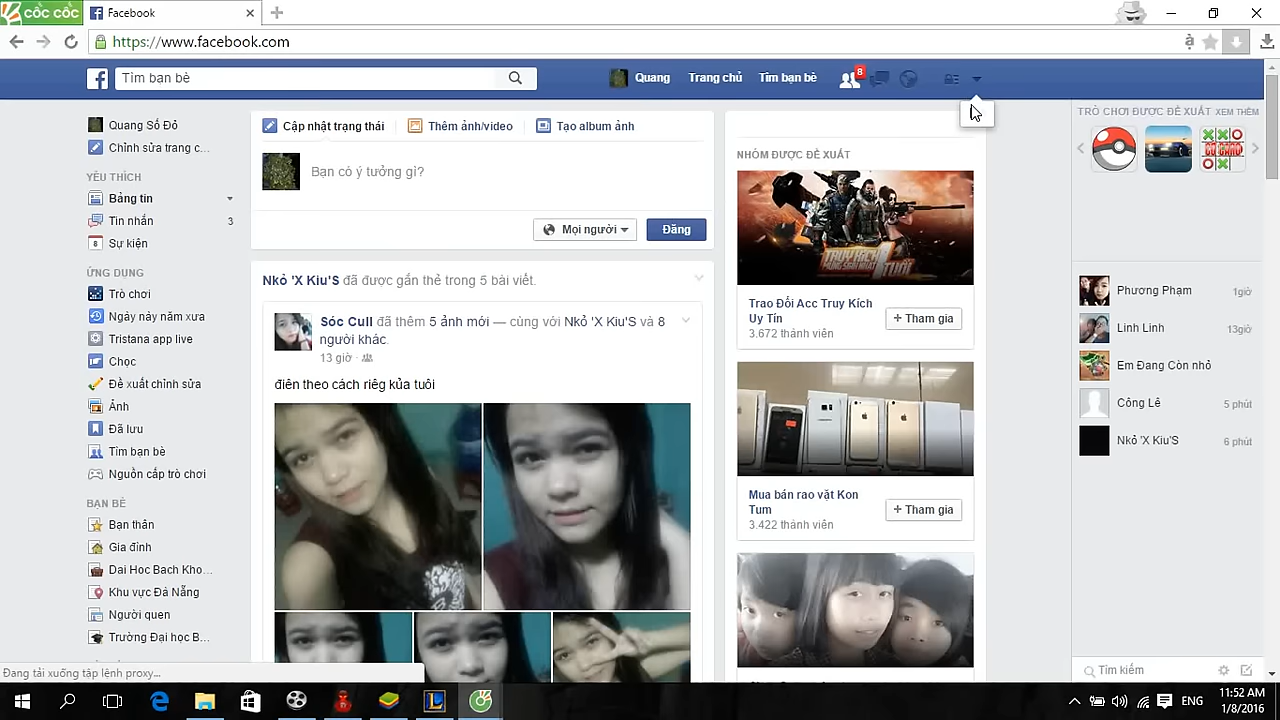 cốc cốc
Facebook
https://www.facebook.com
Tìm bạn bè
Quang
Trang chủ
Tìm bạn bè
8
Quang Số Đỏ
Chỉnh sửa trang c...
YÊU THÍCH
Bảng tin
Tin nhắn 3
Sự kiện
ỨNG DỤNG
Trò chơi
Ngày này năm xưa
Tristana app live
Chọc
Đề xuất chỉnh sửa
Ảnh
Đã lưu
Tìm bạn bè
Nguồn cấp trò chơi
BẠN BÈ
Bạn thân
Gia đình
Dai Hoc Bach Kho...
Khu vực Đà Nẵng
Người quen
Trường Đại học B...
Đang tải xuống tập lệnh proxy...
Cập nhật trạng thái
Thêm ảnh/video
Tạo album ảnh
Bạn có ý tưởng gì?
Mọi người
Đăng
Nkỏ 'X Kiu'S đã được gắn thẻ trong 5 bài viết.
Sóc Cull đã thêm 5 ảnh mới — cùng với Nkỏ 'X Kiu'S và 8
người khác.
13 giờ
điên theo cách riêg kủa tuôi
NHÓM ĐƯỢC ĐỀ XUẤT
TRUY KÍCH
TUỔI
Trao Đổi Acc Truy Kích
Uy Tín
3.672 thành viên
+ Tham gia
Mua bán rao vặt Kon
Tum
3.422 thành viên
+ Tham gia
TRÒ CHƠI ĐƯỢC ĐỀ XUẤT XEM THÊM
CỜ CARO
Phương Phạm 1giờ
Linh Linh 13giờ
Em Đang Còn nhỏ
Công Lê 5 phút
Nkỏ 'X Kiu'S 6 phút
Tìm kiếm
ENG
11:52 AM
1/8/2016